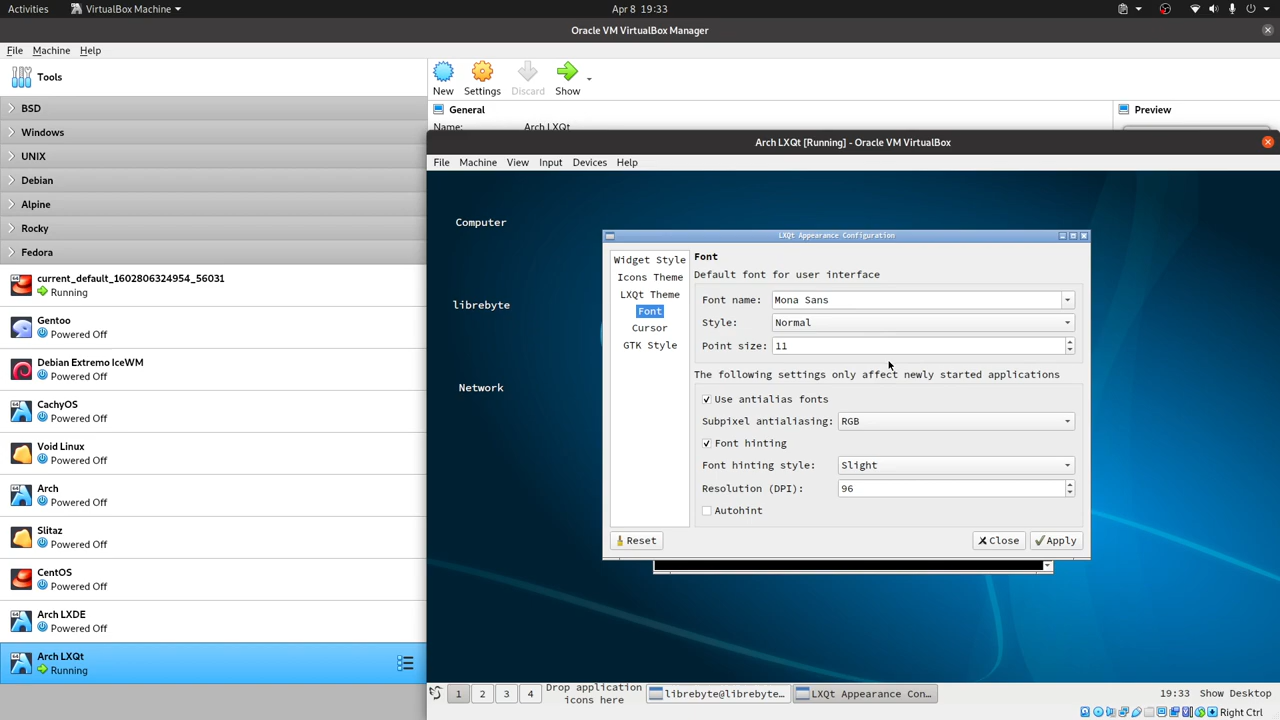 Activities
VirtualBox Machine
Apr 8 19:33
Oracle VM VirtualBox Manager
File Machine Help
Tools
New
Settings
Discard
Show
BSD
Windows
UNIX
Debian
Alpine
Rocky
Fedora
current_default_1602806324954_56031
Running
Gentoo
Powered Off
Debian Extremo IceWM
Powered Off
CachyOS
Powered Off
Void Linux
Powered Off
Arch
Powered Off
Slitaz
Powered Off
CentOS
Powered Off
Arch LXDE
Powered Off
Arch LXQt
Running
General
Preview
Name: Arch LXQt
Arch LXQt [Running] - Oracle VM VirtualBox
File Machine View Input Devices Help
Computer
librebyte
Network
LXQt Appearance Configuration
Widget Style
Icons Theme
LXQt Theme
Font
Cursor
GTK Style
Font
Default font for user interface
Font name: Mona Sans
Style: Normal
Point size: 11
The following settings only affect newly started applications
Use antialias fonts
Subpixel antialiasing: RGB
Font hinting
Font hinting style: Slight
Resolution (DPI): 96
Autohint
Reset
Close
Apply
1 2 3 4
Drop application
icons here
librebyte@librebyte...
LXQt Appearance Con...
19:33
Show Desktop
Right Ctrl